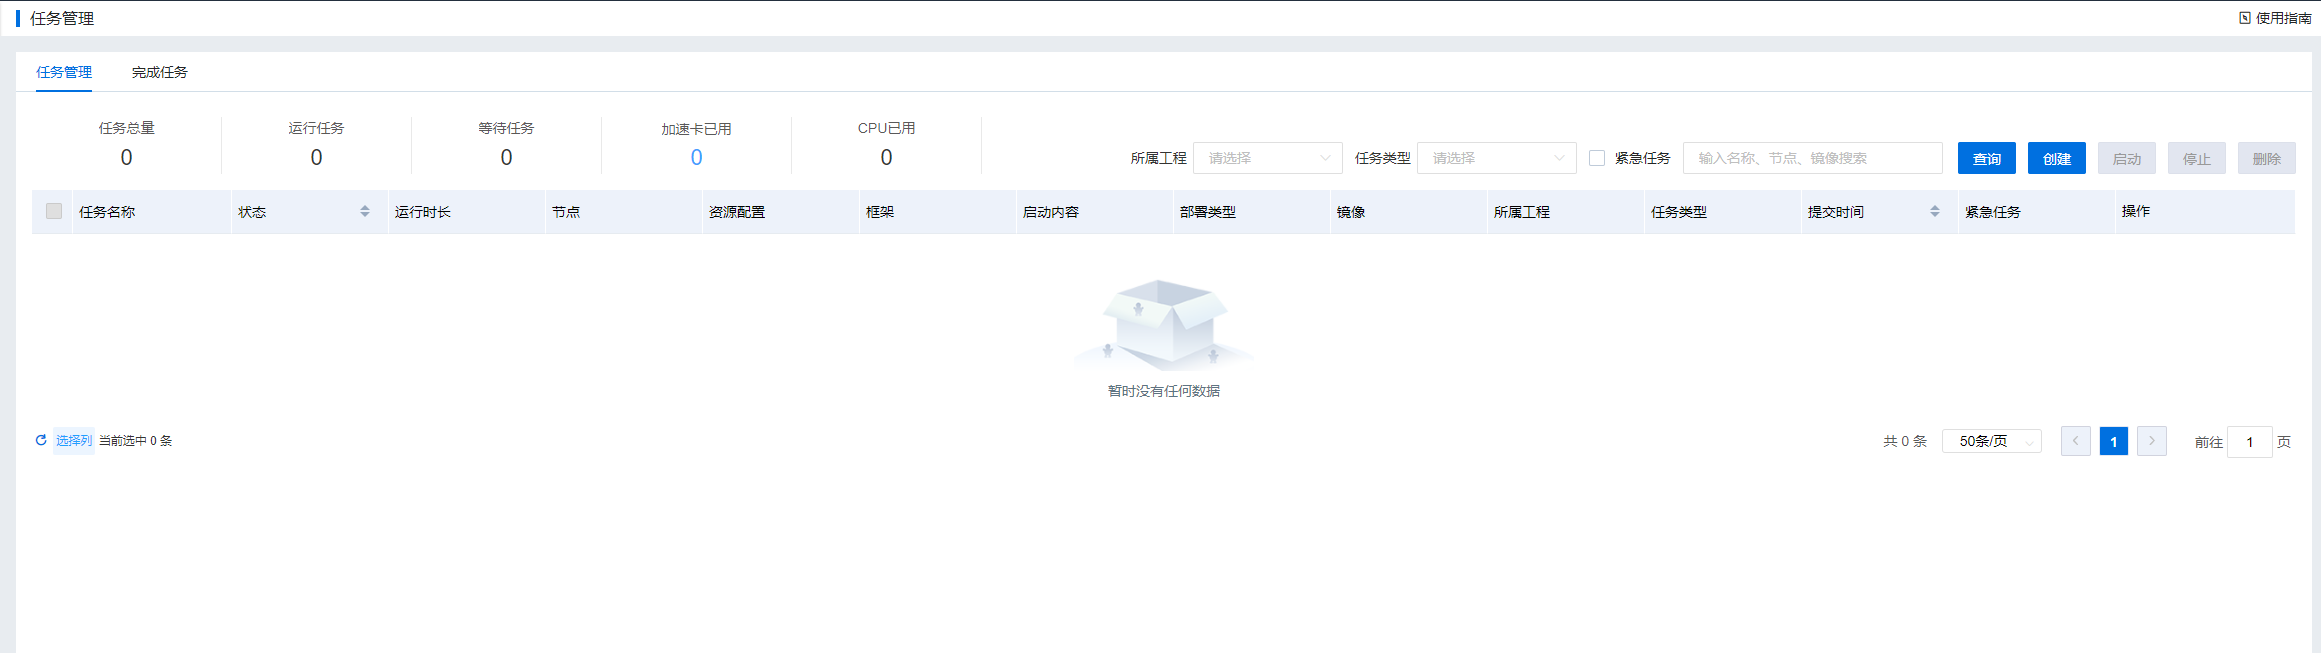 任务管理
使用指南
任务管理 完成任务
任务总量 运行任务 等待任务 加速卡已用 CPU已用
0 0 0 0 0
所属工程 请选择 任务类型 请选择 紧急任务 输入名称、节点、镜像搜索 查询 创建 启动 停止 删除
任务名称 状态 运行时长 节点 资源配置 框架 启动内容 部署类型 镜像 所属工程 任务类型 提交时间 紧急任务 操作
暂时没有任何数据
选择列 当前选中 0 条 共 0 条 50条/页 1 前往 1 页